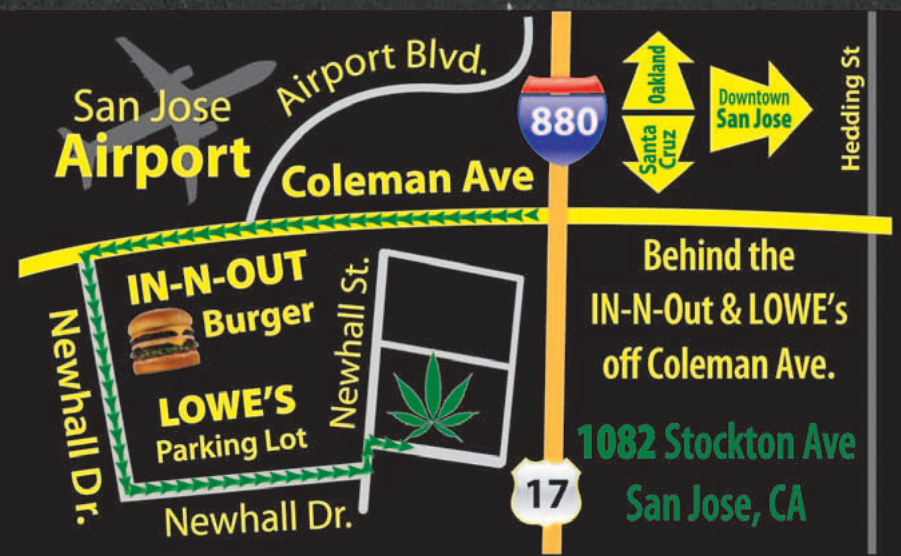 San Jose
Airport
Airport Blvd.
880
Oakland
Santa
Cruz
Downtown
San Jose
Hedding St
Coleman Ave
IN-N-OUT
Burger
LOWE'S
Parking Lot
Newhall St.
Newhall Dr.
Newhall Dr.
17
Behind the
IN-N-Out & LOWE's
off Coleman Ave.
1082 Stockton Ave
San Jose, CA